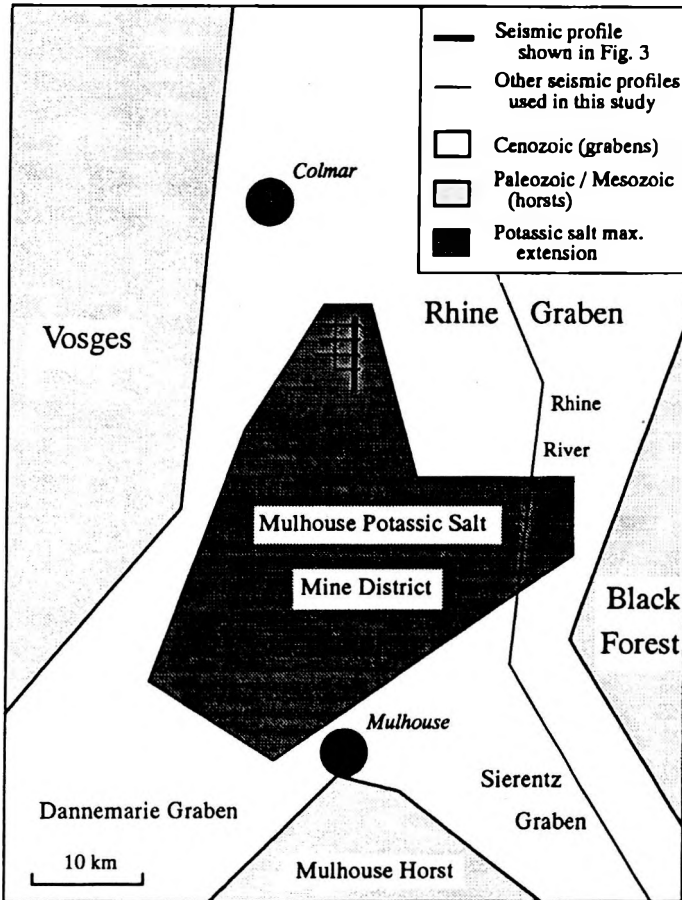 Seismic profile
shown in Fig. 3
Other seismic profiles
used in this study
Cenozoic (grabens)
Paleozoic / Mesozoic
(horsts)
Potassic salt max.
extension
Colmar
Vosges
Rhine Graben
Rhine
River
Mulhouse Potassic Salt
Mine District
Black
Forest
Mulhouse
Sierentz
Graben
Dannemarie Graben
10 km
Mulhouse Horst